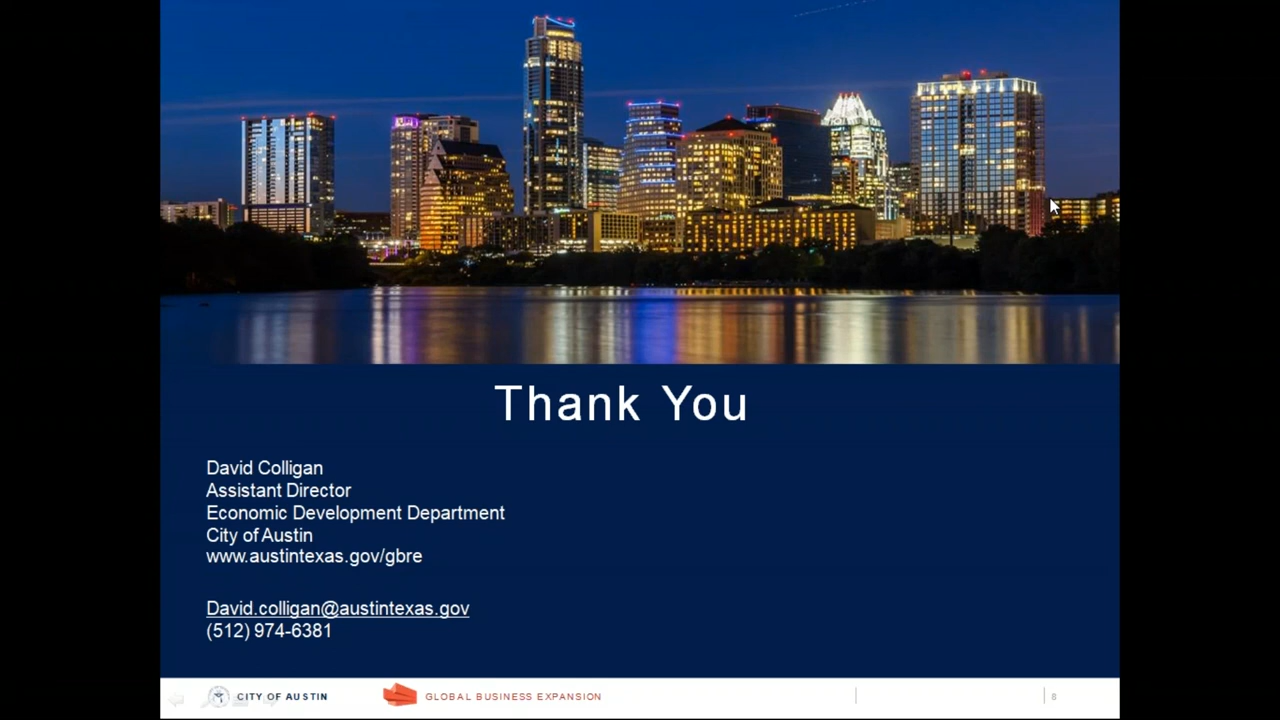 Thank You
David Colligan
Assistant Director
Economic Development Department
City of Austin
www.austintexas.gov/gbre
David.colligan@austintexas.gov
(512) 974-6381
CITY OF AUSTIN
GLOBAL BUSINESS EXPANSION
8